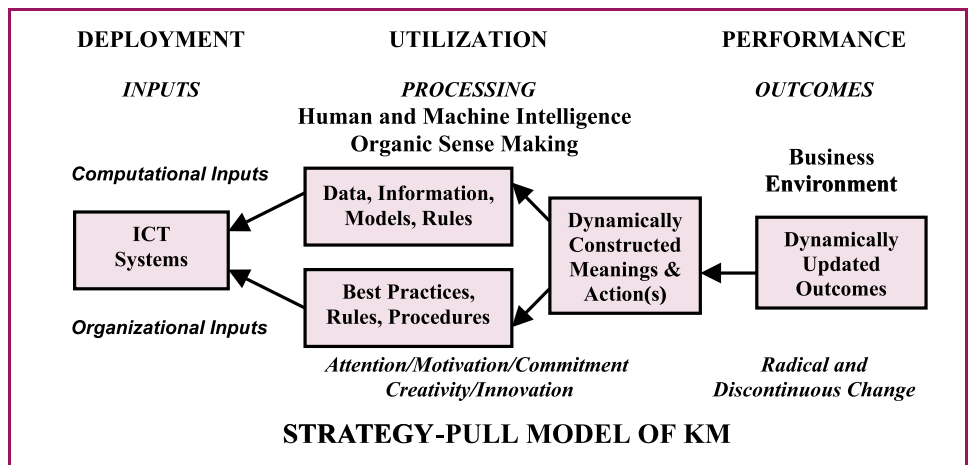 DEPLOYMENT
UTILIZATION
PERFORMANCE
INPUTS
PROCESSING
OUTCOMES
Human and Machine Intelligence
Organic Sense Making
Computational Inputs
Business
Environment
Data, Information,
Models, Rules
ICT
Systems
Dynamically
Constructed
Meanings &
Action(s)
Dynamically
Updated
Outcomes
Best Practices,
Rules, Procedures
Organizational Inputs
Attention/Motivation/Commitment
Creativity/Innovation
Radical and
Discontinuous Change
STRATEGY-PULL MODEL OF KM